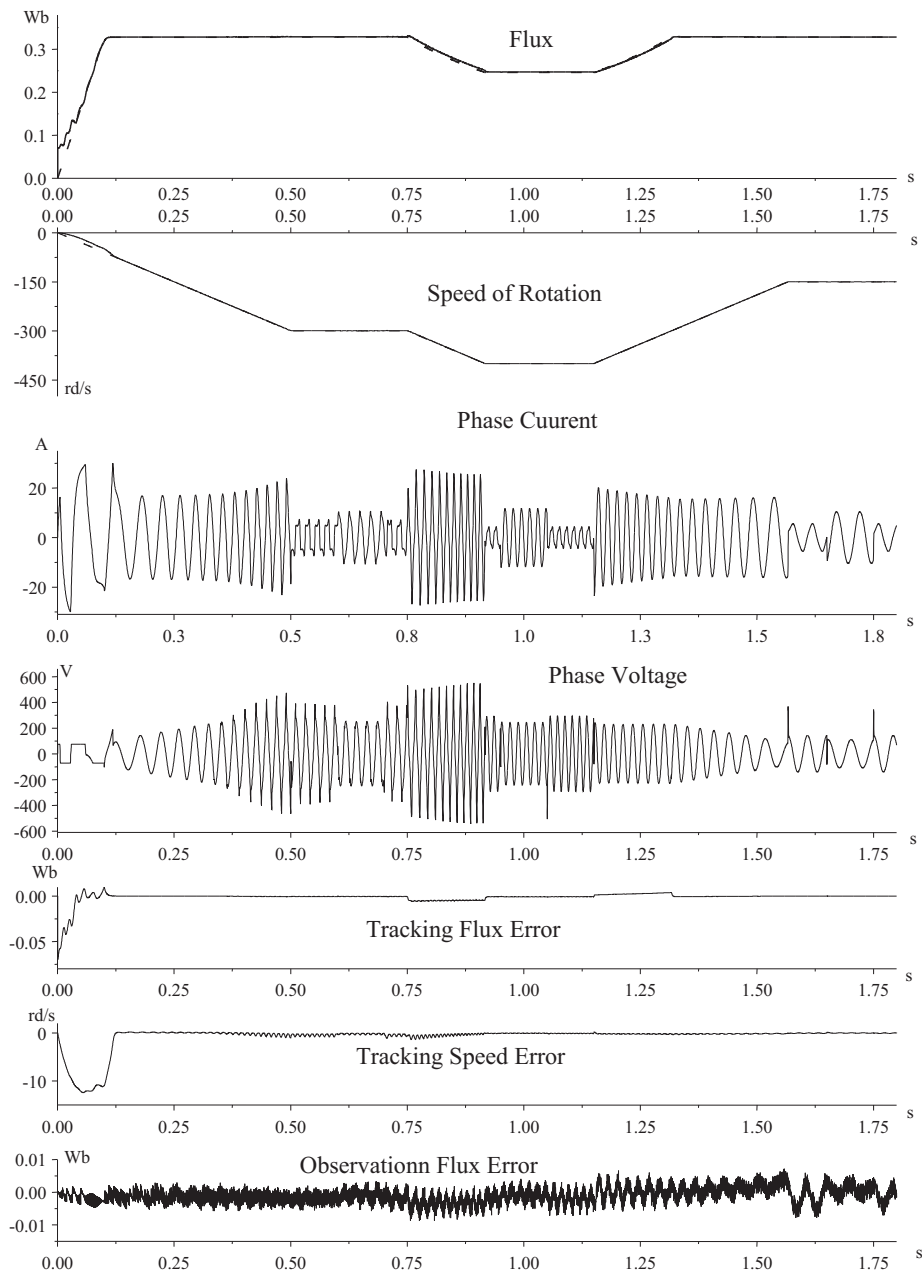 Wb
Flux
0.3
0.2
0.1
0.0
0.00 0.25 0.50 0.75 1.00 1.25 1.50 1.75
s
0.00 0.25 0.50 0.75 1.00 1.25 1.50 1.75
s
0
-150
-300
-450
rd/s
Speed of Rotation
Phase Cuurent
A
20
0
-20
0.0 0.3 0.5 0.8 1.0 1.3 1.5 1.8
s
V
Phase Voltage
600
400
200
0
-200
-400
-600
0.00 0.25 0.50 0.75 1.00 1.25 1.50 1.75
s
Wb
0.00
-0.05
Tracking Flux Error
0.00 0.25 0.50 0.75 1.00 1.25 1.50 1.75
s
rd/s
0
-10
Tracking Speed Error
0.00 0.25 0.50 0.75 1.00 1.25 1.50 1.75
s
Wb
Observationn Flux Error
0.01
0.00
-0.01
0.00 0.25 0.50 0.75 1.00 1.25 1.50 1.75
s